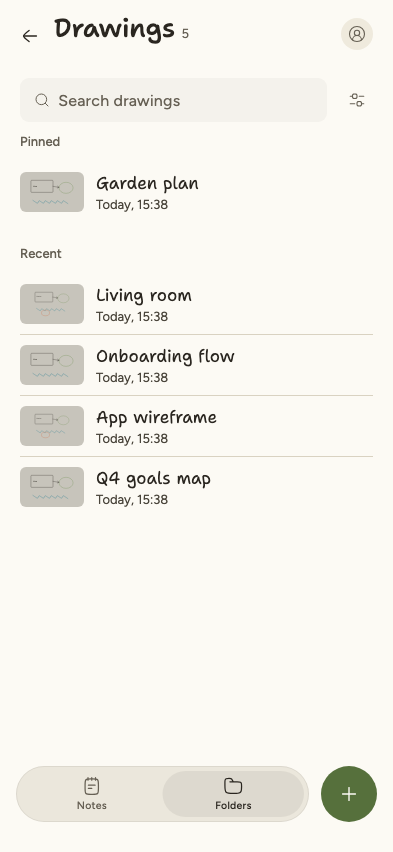 Drawings 5
Search drawings
Pinned
Garden plan
Today, 15:38
Recent
Living room
Today, 15:38
Onboarding flow
Today, 15:38
App wireframe
Today, 15:38
Q4 goals map
Today, 15:38
Notes
Folders